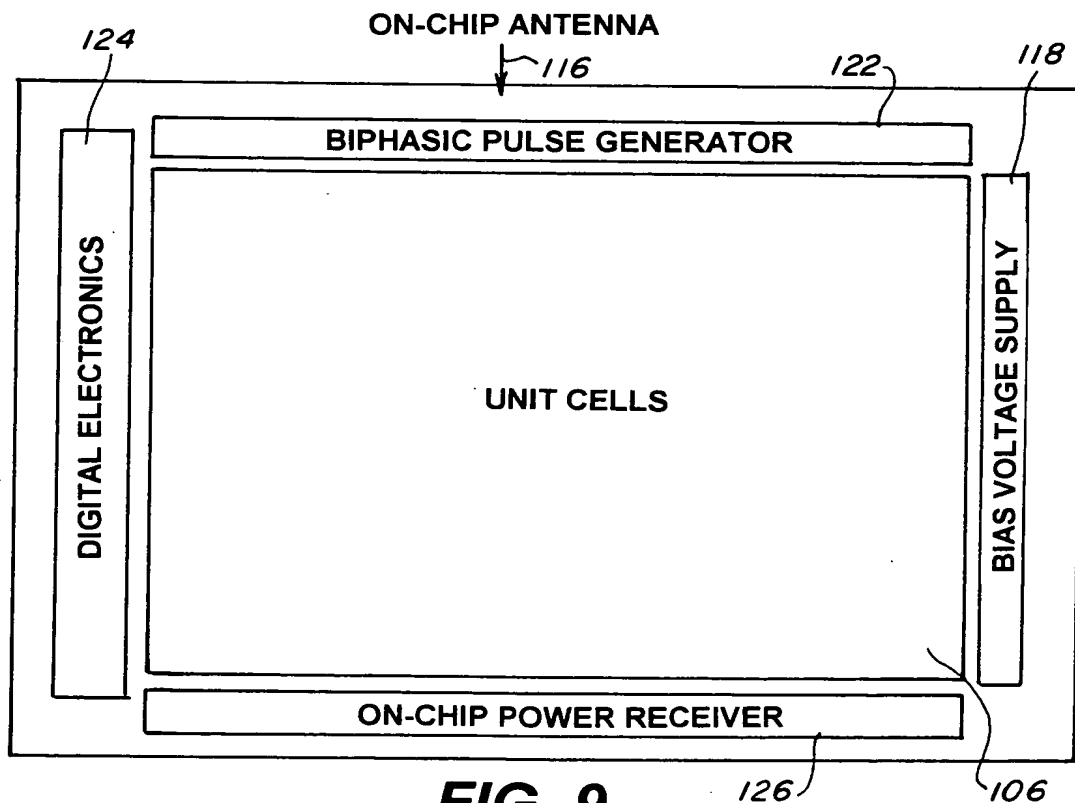 ON-CHIP ANTENNA
124
116
122
118
BIPHASIC PULSE GENERATOR
DIGITAL ELECTRONICS
UNIT CELLS
BIAS VOLTAGE SUPPLY
ON-CHIP POWER RECEIVER
FIG. 9
126
106